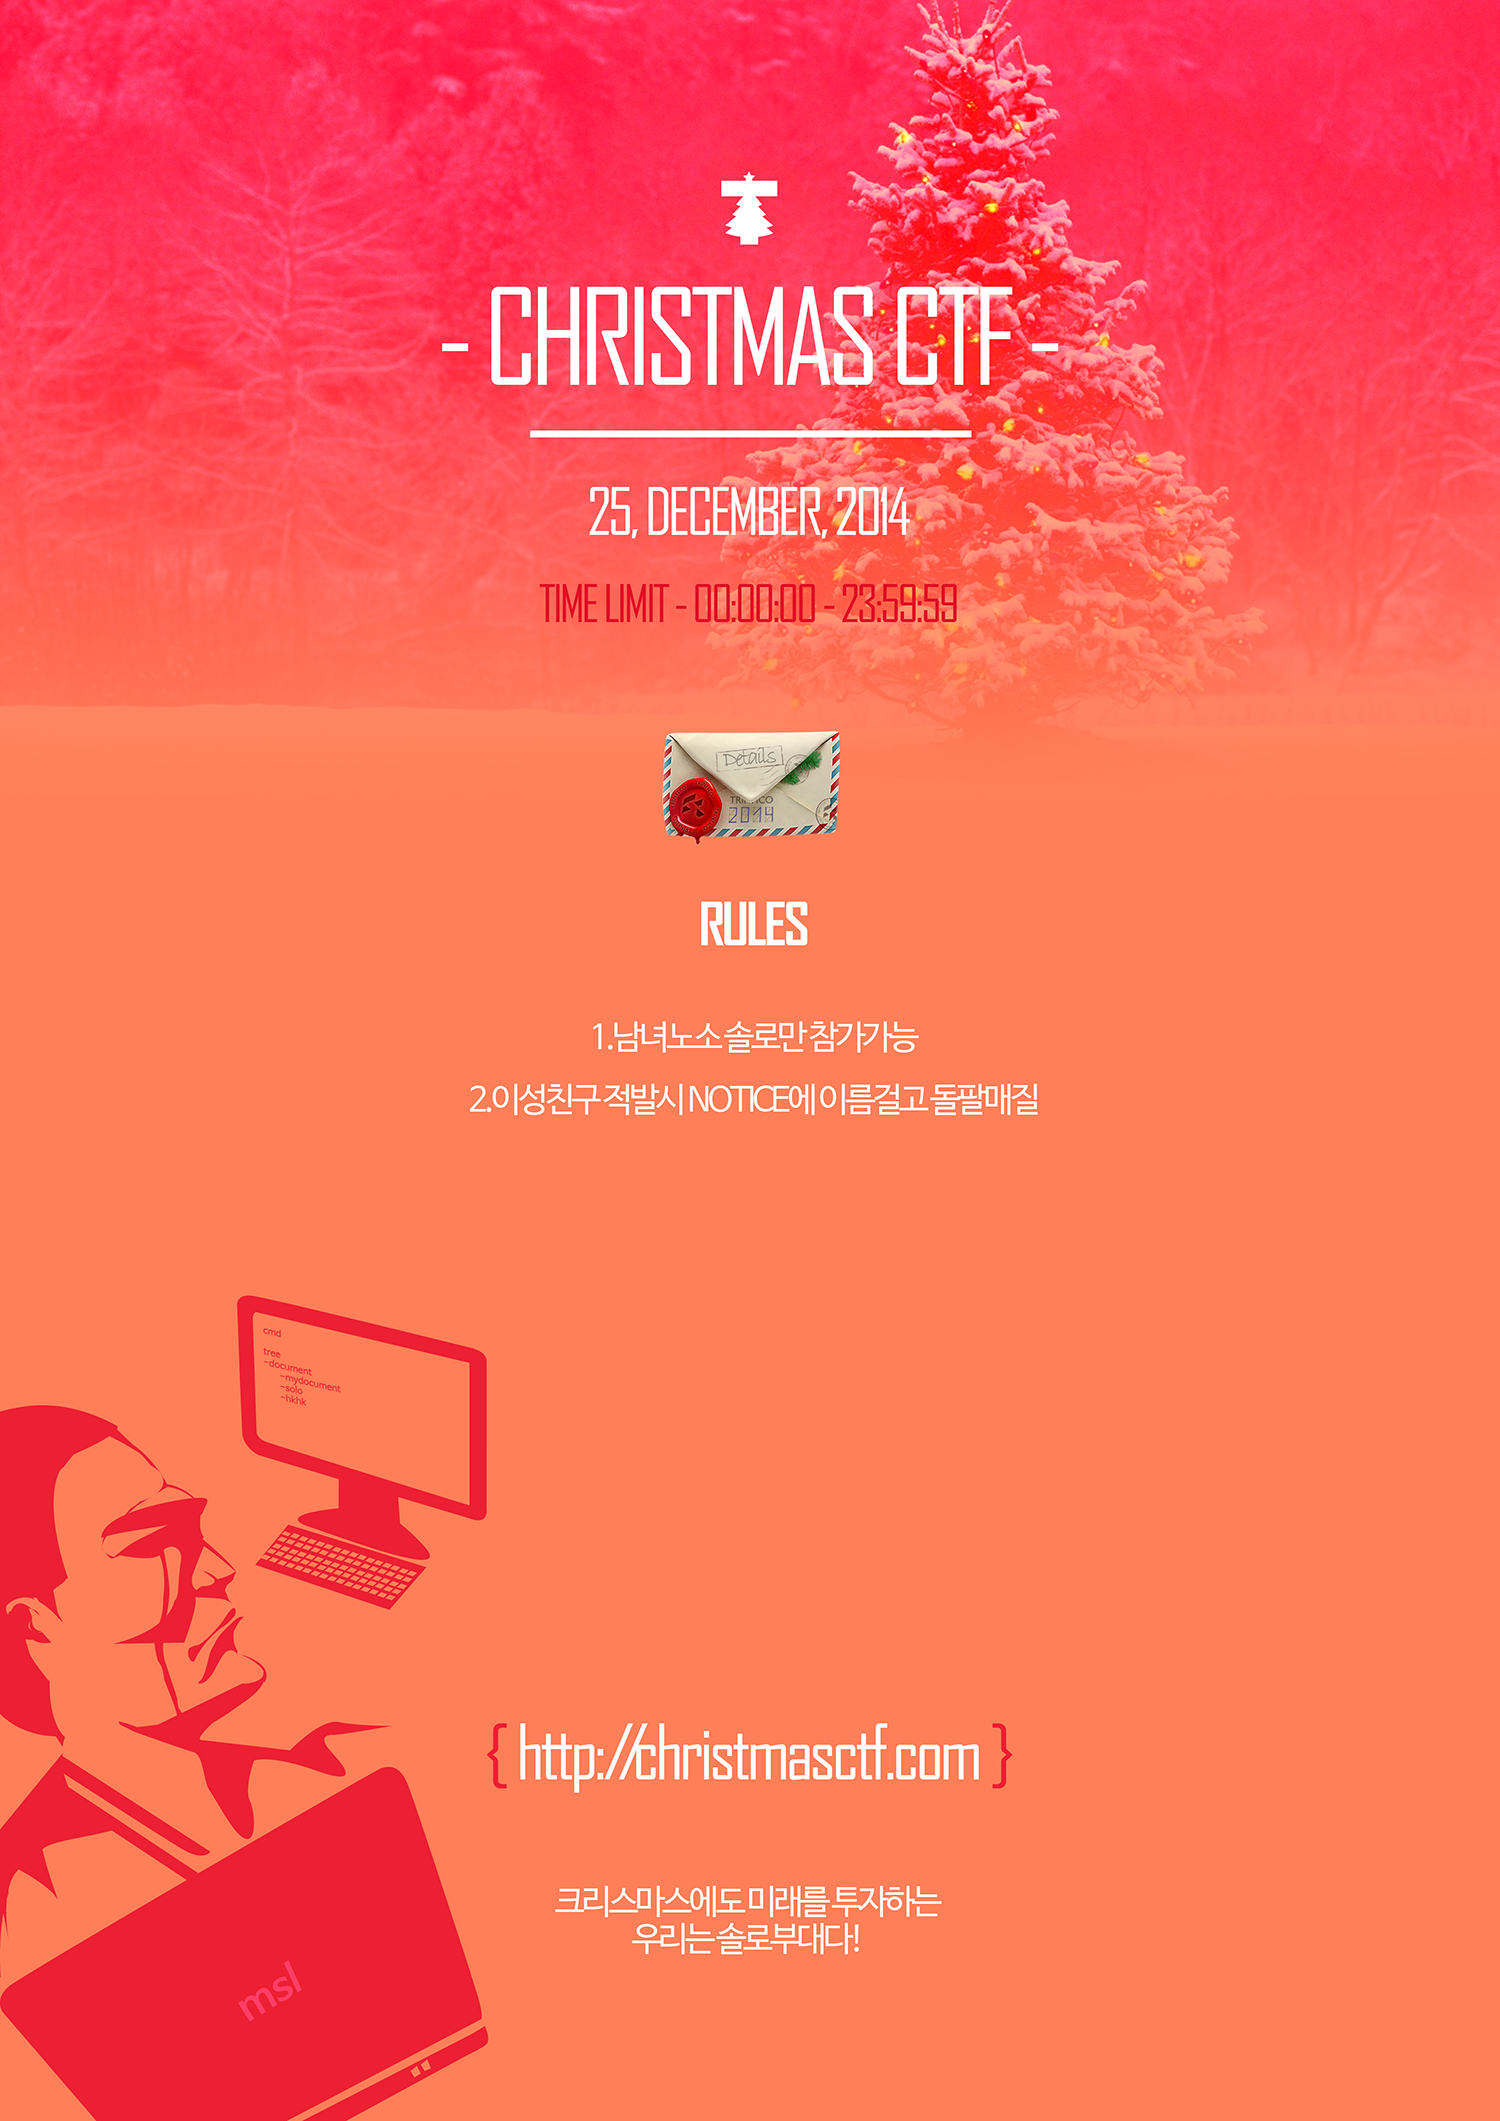 - CHRISTMAS CTF -
25, DECEMBER, 2014
TIME LIMIT - 00:00:00 - 23:59:59
Details
2014
RULES
1.남녀노소 솔로만 참가가능
2.이성친구 적발시 NOTICE에 이름걸고 돌팔매질
cmd
tree
-document
-mydocument
-solo
-hkhk
{ http://christmasctf.com }
크리스마스에도 미래를 투자하는
우리는 솔로부대다!
msl